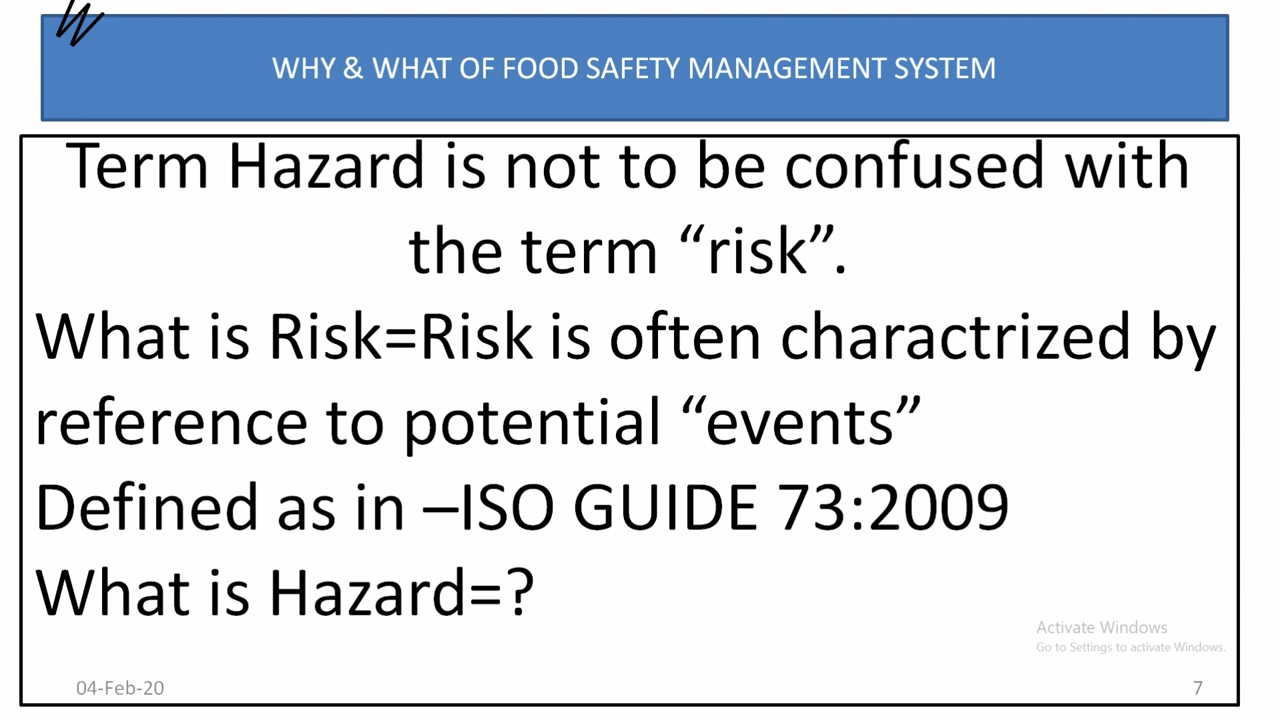 W
WHY & WHAT OF FOOD SAFETY MANAGEMENT SYSTEM
Term Hazard is not to be confused with
the term “risk”.
What is Risk=Risk is often charactrized by
reference to potential “events”
Defined as in –ISO GUIDE 73:2009
What is Hazard=?
Activate Windows
Go to Settings to activate Windows.
04-Feb-20
7